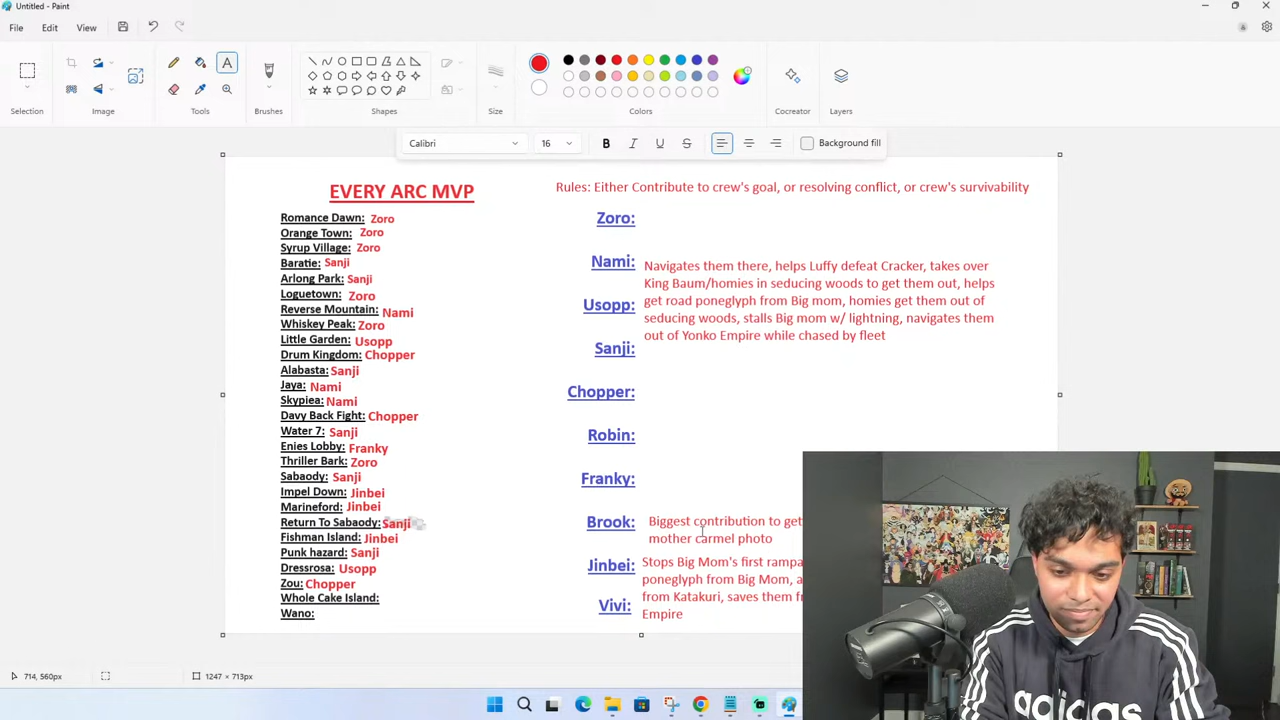 Untitled - Paint
File Edit View
Selection
Image
Tools
Brushes
Shapes
Size
Colors
Cocreator
Layers
Calibri
16
B
Background fill
EVERY ARC MVP
Romance Dawn: Zoro
Orange Town: Zoro
Syrup Village: Zoro
Baratie: Sanji
Arlong Park: Sanji
Loguetown: Zoro
Reverse Mountain: Nami
Whiskey Peak: Zoro
Little Garden: Usopp
Drum Kingdom: Chopper
Alabasta: Sanji
Jaya: Nami
Skypiea: Nami
Davy Back Fight: Chopper
Water 7: Sanji
Enies Lobby: Franky
Thriller Bark: Zoro
Sabaody: Sanji
Impel Down: Jinbei
Marineford: Jinbei
Return To Sabaody: Sanji
Fishman Island: Jinbei
Punk hazard: Sanji
Dressrosa: Usopp
Zou: Chopper
Whole Cake Island:
Wano:
Rules: Either Contribute to crew's goal, or resolving conflict, or crew's survivability
Zoro:
Nami:
Navigates them there, helps Luffy defeat Cracker, takes over
King Baum/homies in seducing woods to get them out, helps
get road poneglyph from Big mom, homies get them out of
seducing woods, stalls Big mom w/ lightning, navigates them
out of Yonko Empire while chased by fleet
Usopp:
Sanji:
Chopper:
Robin:
Franky:
Brook:
Biggest contribution to get
mother carmel photo
Jinbei:
Stops Big Mom's first rampa
poneglyph from Big Mom, a
from Katakuri, saves them fr
Empire
Vivi:
adidas
714, 560px
1247 × 713px